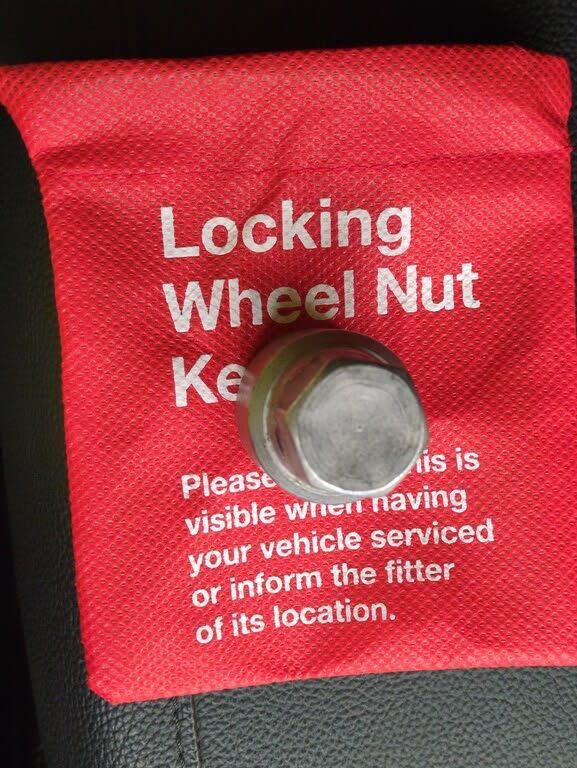 Locking
Wheel Nut
Ke
Please is is
visible when having
your vehicle serviced
or inform the fitter
of its location.